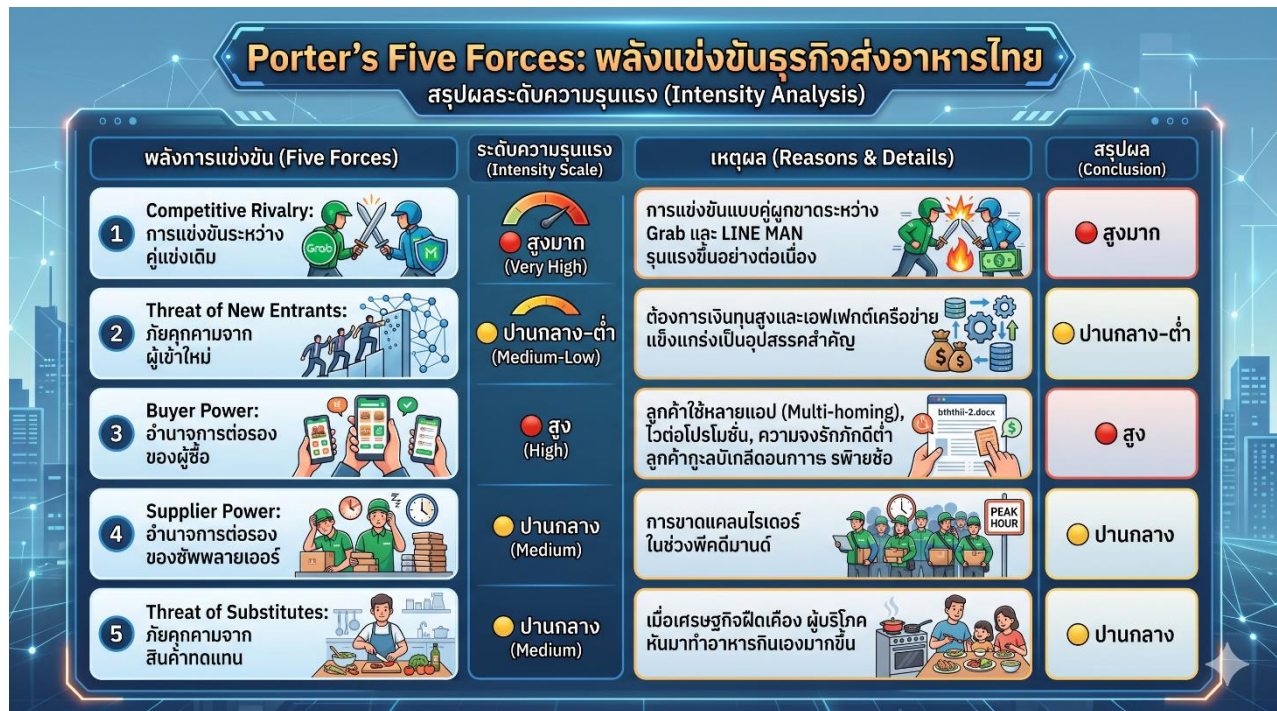 Porter's Five Forces: พลังแข่งขันธุรกิจส่งอาหารไทย
สรุปผลระดับความรุนแรง (Intensity Analysis)
พลังการแข่งขัน (Five Forces)
ระดับความรุนแรง
(Intensity Scale)
เหตุผล (Reasons & Details)
สรุปผล
(Conclusion)
1
Competitive Rivalry:
การแข่งขันระหว่าง
คู่แข่งเดิม
Grab
M
สูงมาก
(Very High)
การแข่งขันแบบคู่ผูกขาดระหว่าง
Grab และ LINE MAN
รุนแรงขึ้นอย่างต่อเนื่อง
$
สูงมาก
2
Threat of New Entrants:
ภัยคุกคามจาก
ผู้เข้าใหม่
ปานกลาง-ต่ำ
(Medium-Low)
ต้องการเงินทุนสูงและเอฟเฟกต์เครือข่าย
แข็งแกร่งเป็นอุปสรรคสำคัญ
$ $
ปานกลาง-ต่ำ
3
Buyer Power:
อำนาจการต่อรอง
ของผู้ซื้อ
สูง
(High)
ลูกค้าใช้หลายแอป (Multi-homing),
ไวต่อโปรโมชั่น, ความจงรักภักดีต่ำ
bththii-2.docx
$
สูง
4
Supplier Power:
อำนาจการต่อรอง
ของซัพพลายเออร์
z z
ปานกลาง
(Medium)
การขาดแคลนไรเดอร์
ในช่วงพีคดีมานด์
PEAK
HOUR
ปานกลาง
5
Threat of Substitutes:
ภัยคุกคามจาก
สินค้าทดแทน
ปานกลาง
(Medium)
เมื่อเศรษฐกิจฝืดเคือง ผู้บริโภค
หันมาทำอาหารกินเองมากขึ้น
ปานกลาง